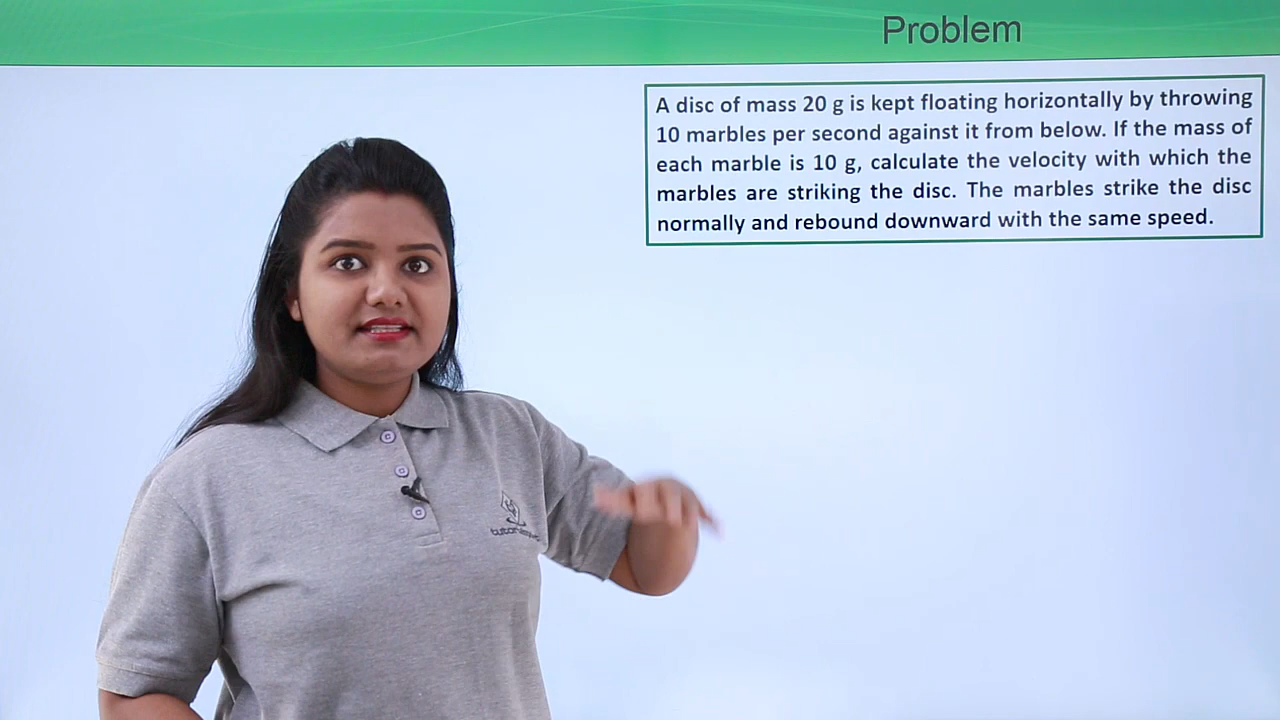 Problem
A disc of mass 20 g is kept floating horizontally by throwing
10 marbles per second against it from below. If the mass of
each marble is 10 g, calculate the velocity with which the
marbles are striking the disc. The marbles strike the disc
normally and rebound downward with the same speed.